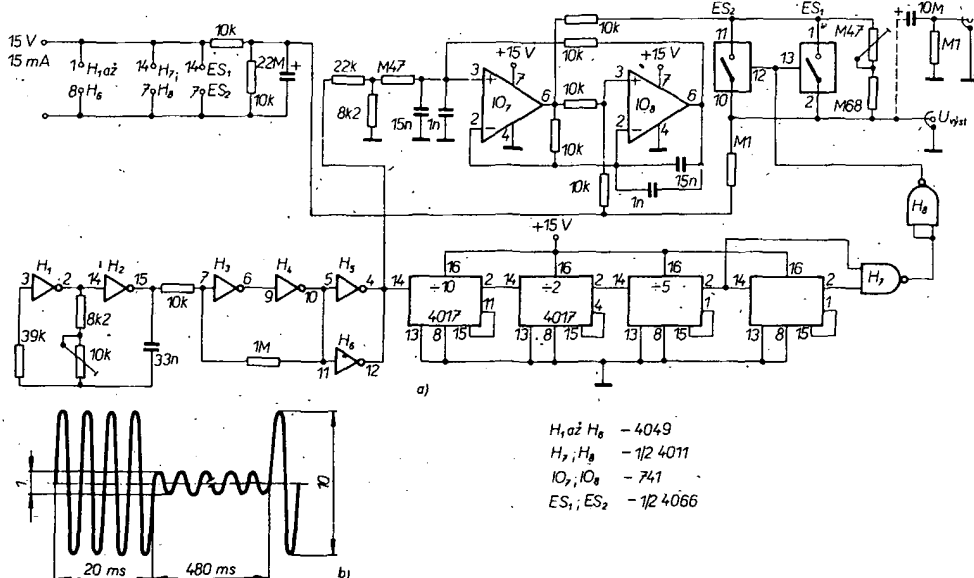 15 V
15 mA
1 H₁ až
8 H₆
14 H₇;
7 H₈
14 ES₁
7 ES₂
10k
10k
22M +
22k
8k2
M47
15n
1n
+15 V
3 +
2 −
7
4
6
IO₇
10k
10k
10k
10k
10k
+15 V
3 +
2 −
7
4
6
IO₈
15n
1n
ES₂
11
10
12
ES₁
1
13
2
M47
M68
M1
+
10M
M1
Uvýst
H₁
3
2
H₂
14
15
39k
8k2
10k
33n
10k
H₃
7
6
H₄
9
10
H₅
5
4
H₆
11
12
1M
+15 V
14
16
÷10
4017
2
11
13 8 15
14
16
÷2
4017
2
4
13 8 15
14
16
÷5
2
1
13 8 15
14
16
2
1
13 8 15
H₇
H₈
a)
1
10
20 ms
480 ms
b)
H₁ až H₆ – 4049
H₇; H₈ – 1/2 4011
IO₇; IO₈ – 741
ES₁; ES₂ – 1/2 4066